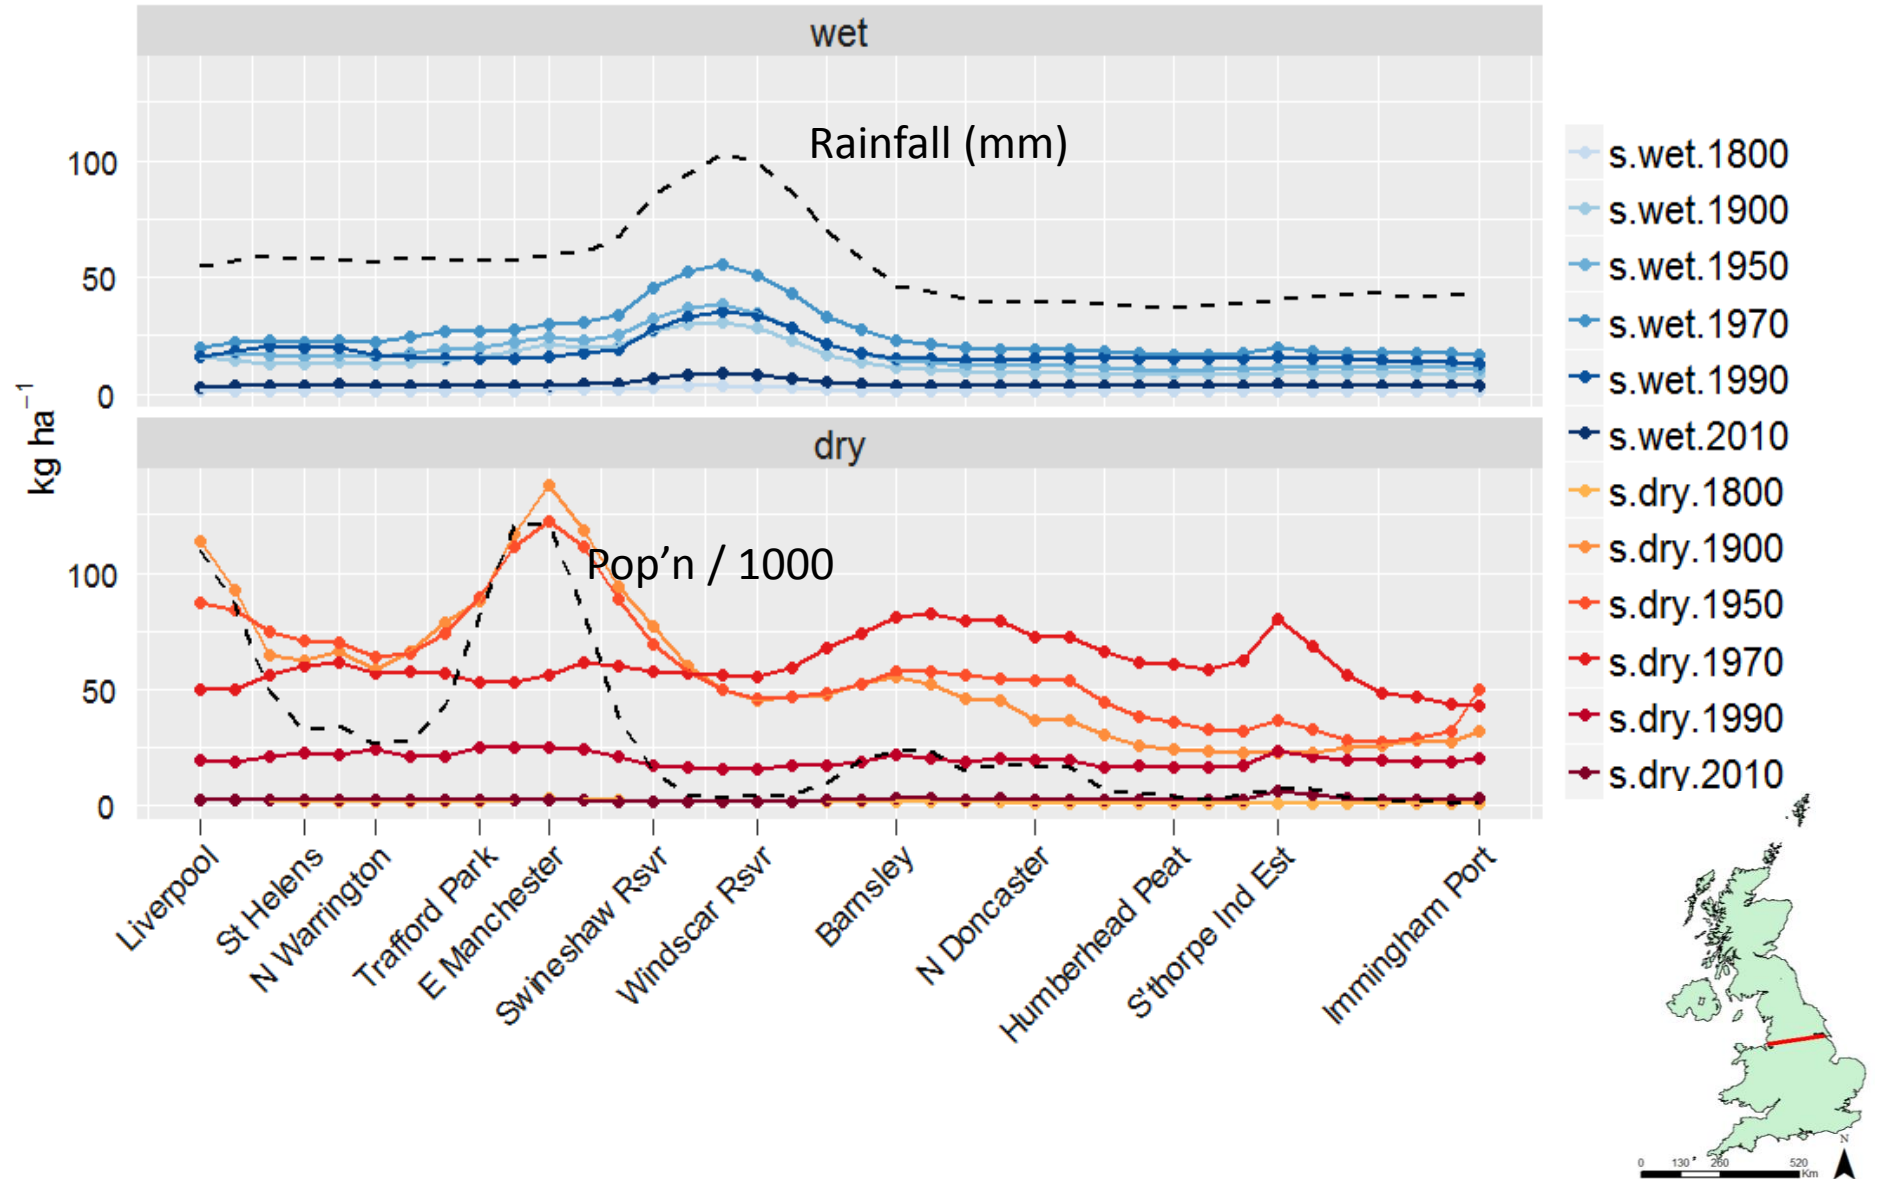 wet
Rainfall (mm)
100
50
0
kg ha⁻¹
dry
Pop’n / 1000
100
50
0
Liverpool
St Helens
N Warrington
Trafford Park
E Manchester
Swineshaw Rsvr
Windscar Rsvr
Barnsley
N Doncaster
Humberhead Peat
S'thorpe Ind Est
Immingham Port
s.wet.1800
s.wet.1900
s.wet.1950
s.wet.1970
s.wet.1990
s.wet.2010
s.dry.1800
s.dry.1900
s.dry.1950
s.dry.1970
s.dry.1990
s.dry.2010
N
0 130 260 520
Km